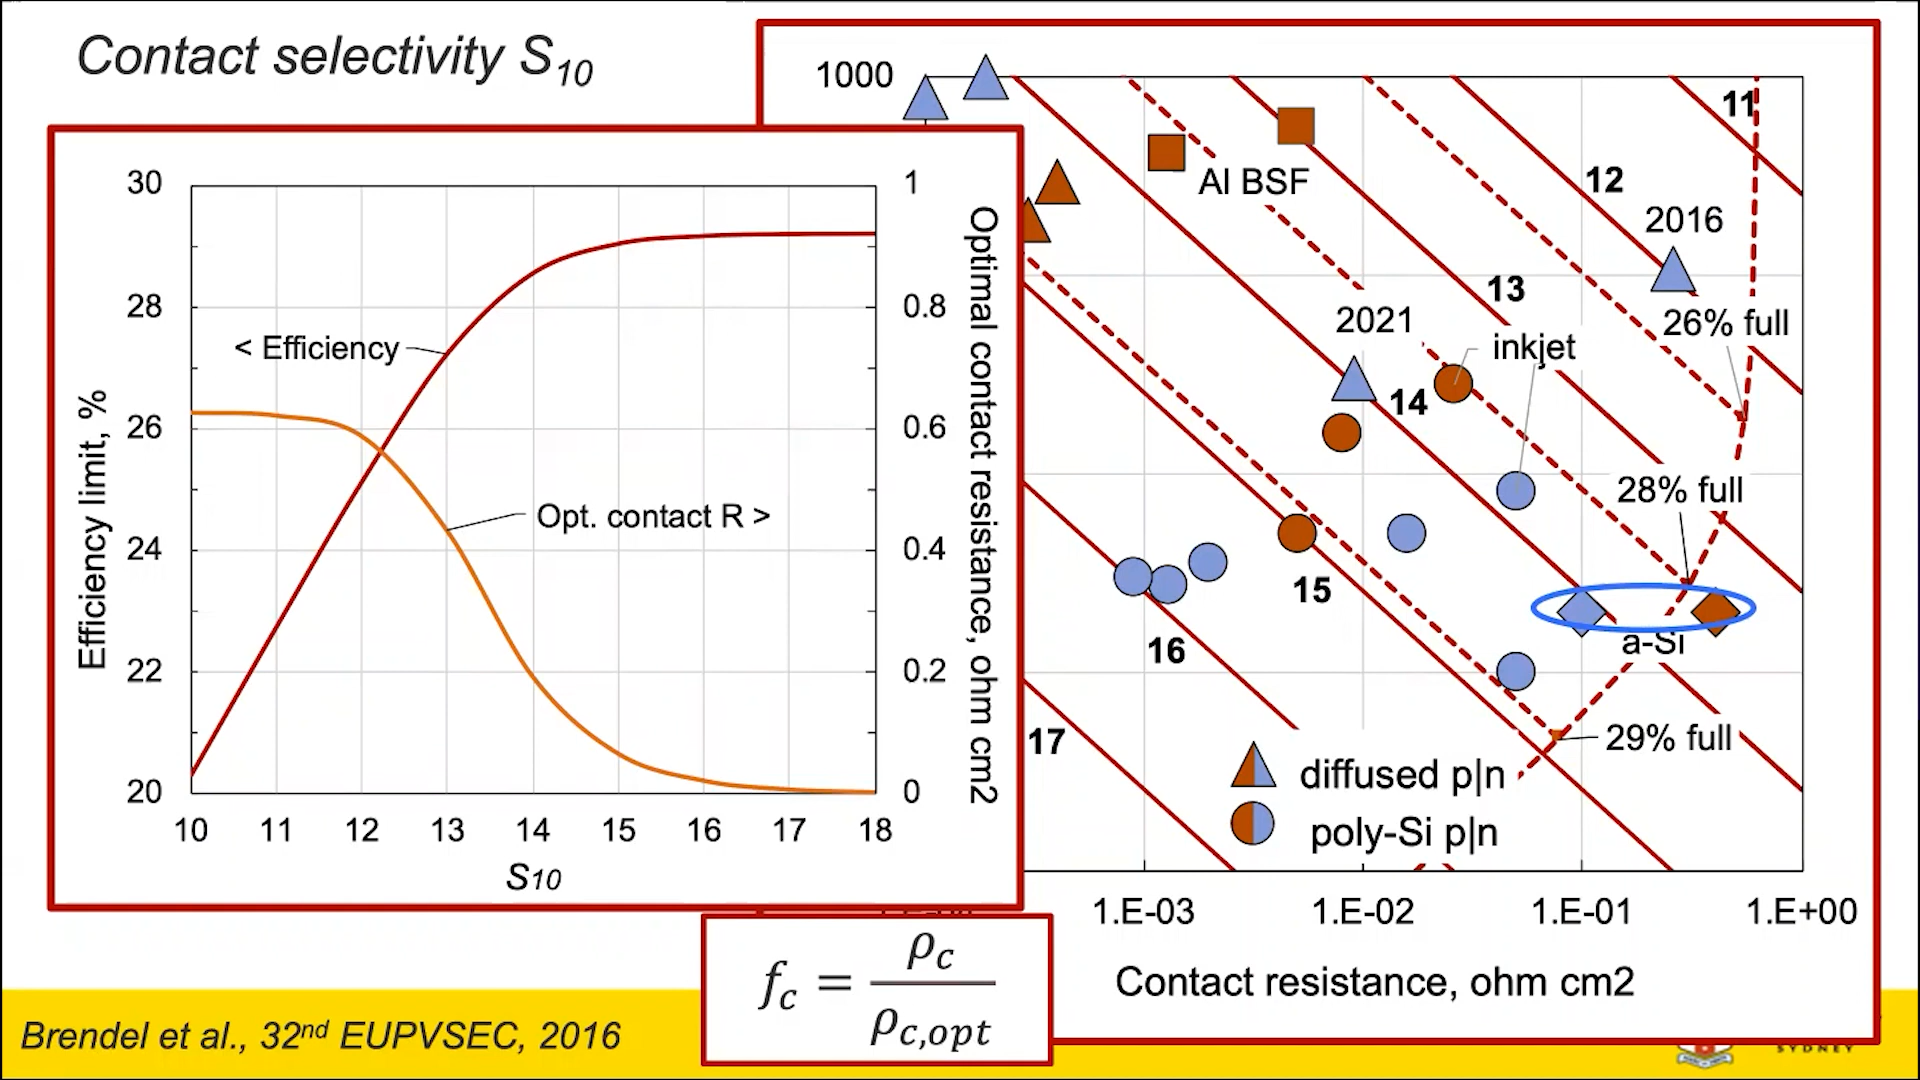 Contact selectivity S10
30
28
26
24
22
20
Efficiency limit, %
10 11 12 13 14 15 16 17 18
S10
1
0.8
0.6
0.4
0.2
0
Optimal contact resistance, ohm cm2
< Efficiency
Opt. contact R >
1000
11
Al BSF
12
2016
13
2021
26% full
inkjet
14
28% full
15
a-Si
16
17
29% full
diffused p|n
poly-Si p|n
1.E-03 1.E-02 1.E-01 1.E+00
Contact resistance, ohm cm2
fc = ρc / ρc,opt
Brendel et al., 32nd EUPVSEC, 2016
SYDNEY